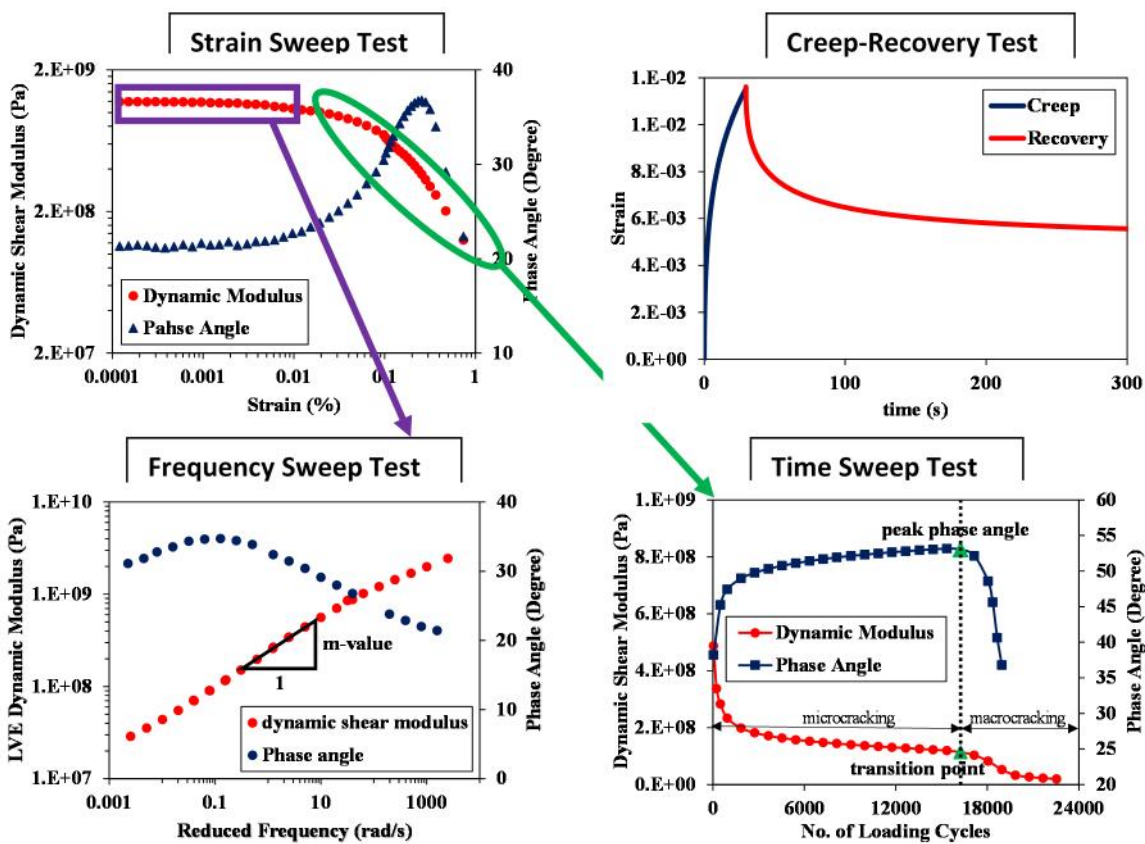 Strain Sweep Test
Dynamic Shear Modulus (Pa)
2.E+09
2.E+08
2.E+07
40
30
20
10
Phase Angle (Degree)
Dynamic Modulus
Pahse Angle
0.0001 0.001 0.01 0.1 1
Strain (%)
Creep-Recovery Test
Strain
1.E-02
1.E-02
8.E-03
6.E-03
4.E-03
2.E-03
0.E+00
Creep
Recovery
0 100 200 300
time (s)
Frequency Sweep Test
LVE Dynamic Modulus (Pa)
1.E+10
1.E+09
1.E+08
1.E+07
40
30
20
10
0
Phase Angle (Degree)
m-value
1
dynamic shear modulus
Phase angle
0.001 0.1 10 1000
Reduced Frequency (rad/s)
Time Sweep Test
Dynamic Shear Modulus (Pa)
1.E+09
8.E+08
6.E+08
4.E+08
2.E+08
0.E+00
60
55
50
45
40
35
30
25
20
Phase Angle (Degree)
peak phase angle
Dynamic Modulus
Phase Angle
microcracking macrocracking
transition point
0 6000 12000 18000 24000
No. of Loading Cycles